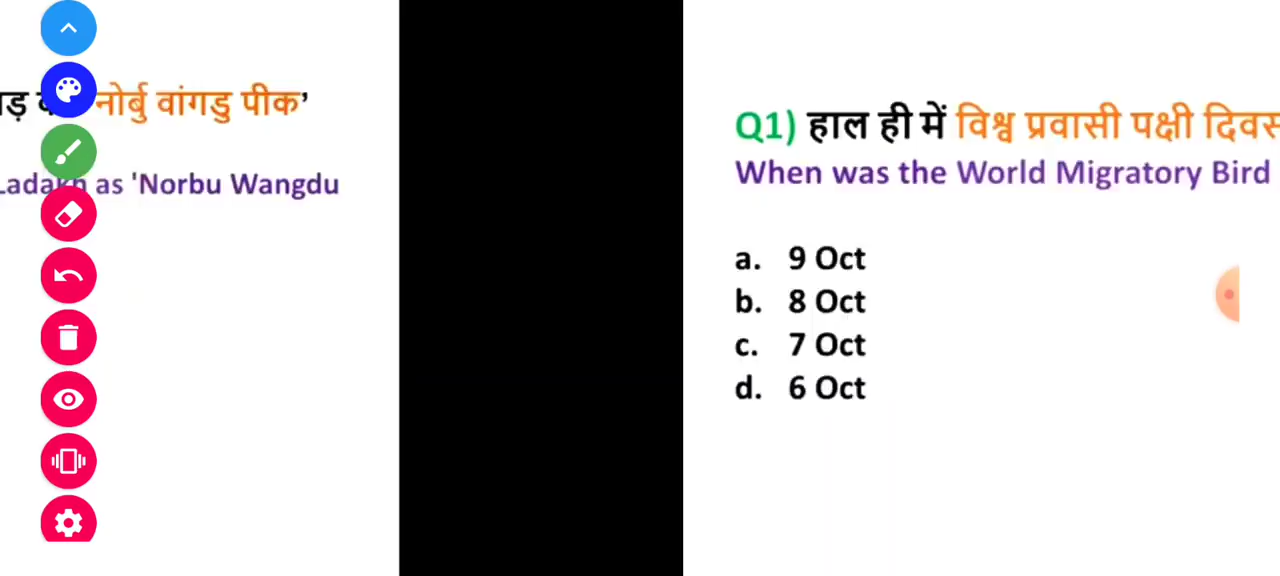 नोर्बु वांगडु पीक’
as 'Norbu Wangdu
Q1) हाल ही में विश्व प्रवासी पक्षी दिवस
When was the World Migratory Bird
a. 9 Oct
b. 8 Oct
c. 7 Oct
d. 6 Oct